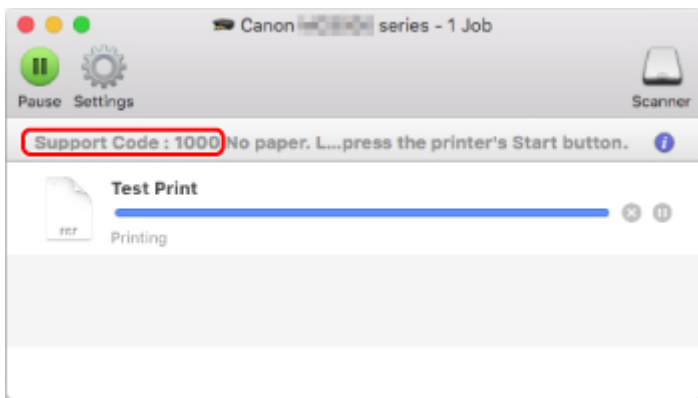 Canon series - 1 Job
Pause Settings
Scanner
Support Code : 1000 No paper. L...press the printer's Start button.
Test Print
Printing